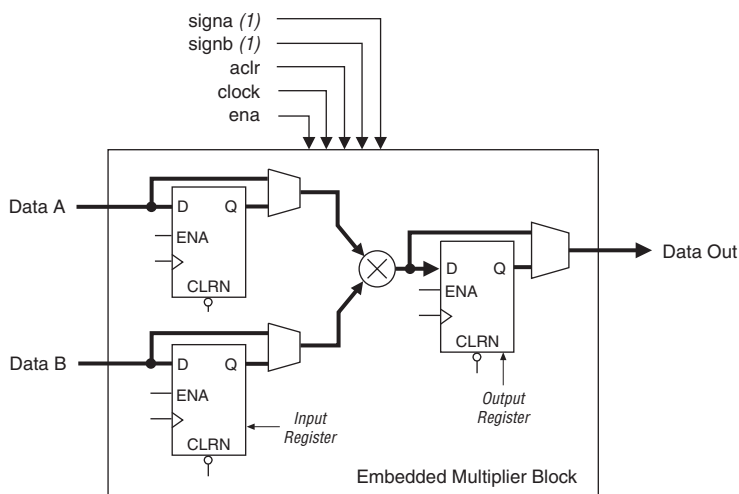 signa (1)
signb (1)
aclr
clock
ena
Data A
D Q
ENA
CLRN
Data B
D Q
ENA
CLRN
Input
Register
D Q
ENA
CLRN
Output
Register
Data Out
Embedded Multiplier Block